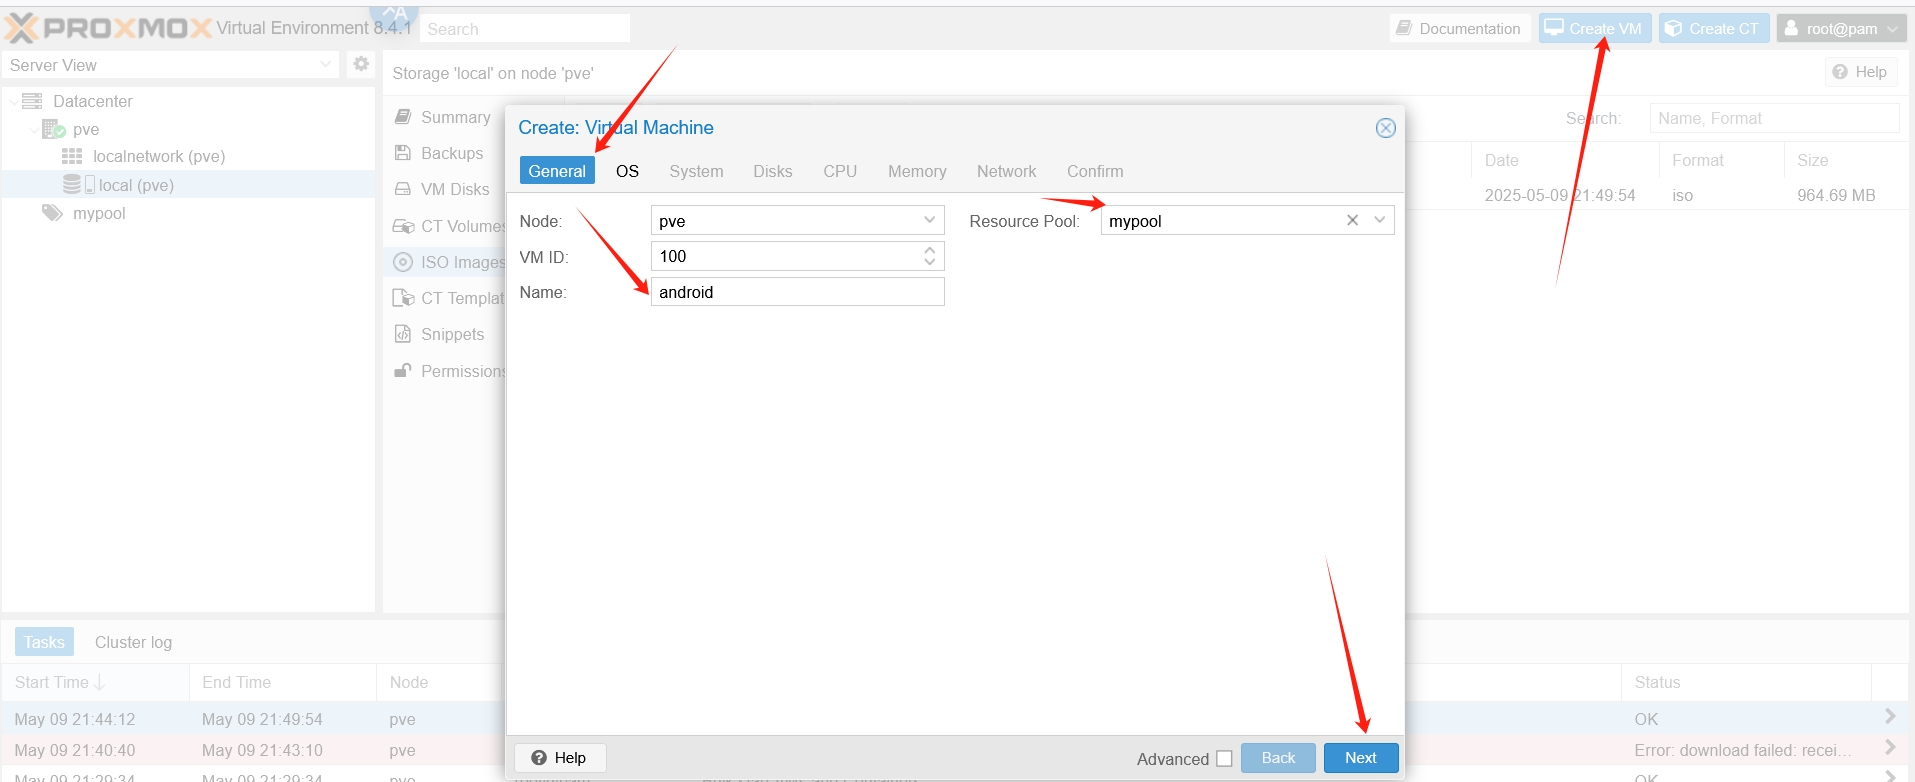 PROXMOX Virtual Environment 8.4.1 Search Documentation Create VM Create CT root@pam
Server View
Storage 'local' on node 'pve' Help
Datacenter
pve
localnetwork (pve)
local (pve)
mypool
Summary
Backups
VM Disks
CT Volumes
ISO Images
CT Templat
Snippets
Permissions
Search: Name, Format
Date Format Size
2025-05-09 21:49:54 iso 964.69 MB
Create: Virtual Machine
General OS System Disks CPU Memory Network Confirm
Node: pve Resource Pool: mypool
VM ID: 100
Name: android
Help Advanced Back Next
Tasks Cluster log
Start Time End Time Node Status
May 09 21:44:12 May 09 21:49:54 pve OK
May 09 21:40:40 May 09 21:43:10 pve Error: download failed: recei...
May 09 21:29:34 May 09 21:29:34 pve OK